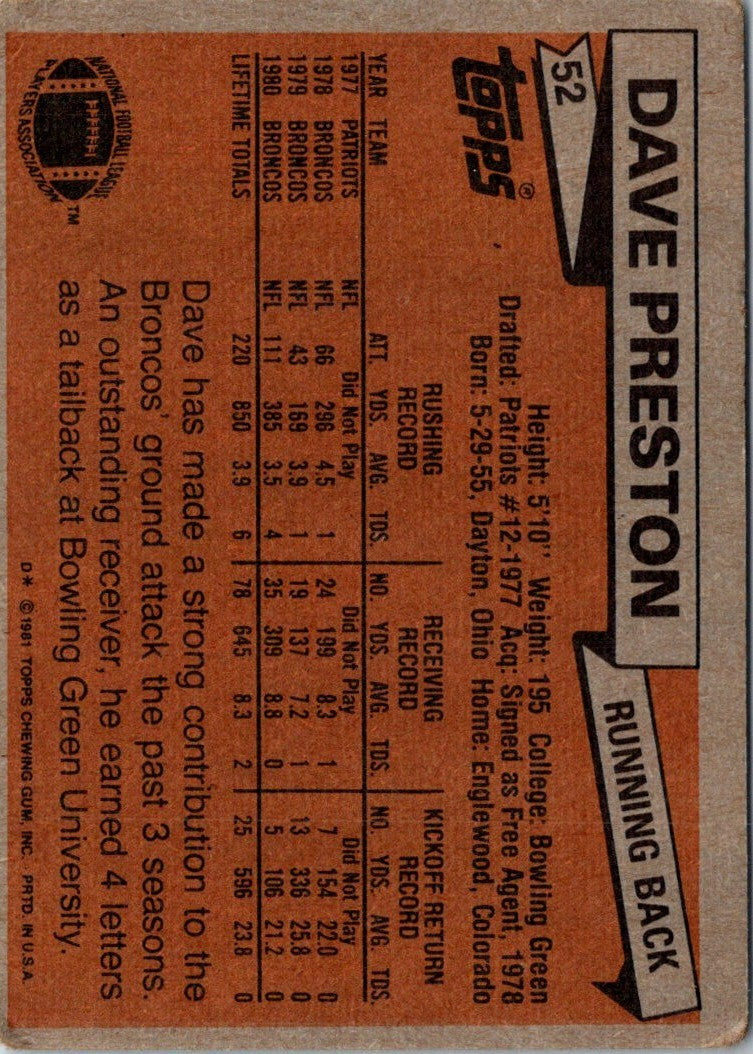 52
DAVE PRESTON
RUNNING BACK
topps®
Height: 5'10" Weight: 195 College: Bowling Green
Drafted: Patriots #12-1977 Acq: Signed as Free Agent, 1978
Born: 5-29-55, Dayton, Ohio Home: Englewood, Colorado
RUSHING RECORD RECEIVING RECORD KICKOFF RETURN RECORD
YEAR TEAM ATT. YDS. AVG. TDS. NO. YDS. AVG. TDS. NO. YDS. AVG. TDS.
1977 PATRIOTS NFL Did Not Play Did Not Play Did Not Play
1978 BRONCOS NFL 66 296 4.5 1 24 199 8.3 1 7 154 22.0 0
1979 BRONCOS NFL 43 169 3.9 1 19 137 7.2 1 13 336 25.8 0
1980 BRONCOS NFL 111 385 3.5 4 35 309 8.8 0 5 106 21.2 0
LIFETIME TOTALS 220 850 3.9 6 78 645 8.3 2 25 596 23.8 0
NATIONAL FOOTBALL LEAGUE PLAYERS ASSOCIATION ™
Dave has made a strong contribution to the
Broncos' ground attack the past 3 seasons.
An outstanding receiver, he earned 4 letters
as a tailback at Bowling Green University.
D* ©1981 TOPPS CHEWING GUM, INC. PRTD. IN U.S.A.